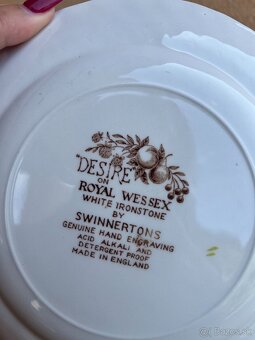 "DESIRE"
ON
ROYAL WESSEX
WHITE IRONSTONE
BY
SWINNERTONS
GENUINE HAND ENGRAVING
ACID ALKALI AND
DETERGENT PROOF
MADE IN ENGLAND